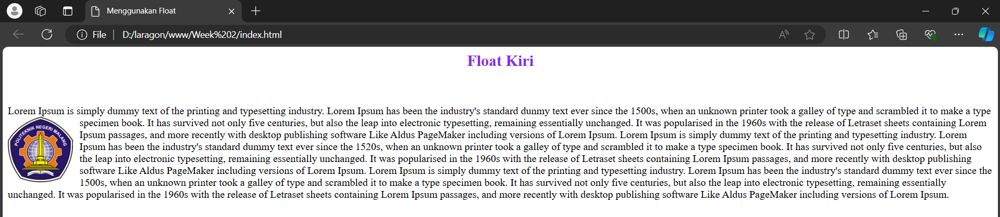 Menggunakan Float
File
D:/laragon/www/Week%202/index.html
Float Kiri
Lorem Ipsum is simply dummy text of the printing and typesetting industry. Lorem Ipsum has been the industry's standard dunmy text ever since the 1500s, when an unknown printer took a galley of type and scrambled it to make a type
specimen book. It has survived not only five centuries, but also the leap into electronic typesetting, remaining essentially unchanged. It was popularised in the 1960s with the release of Letraset sheets containing Lorem
Ipsum passages, and more recently with desktop publishing software Like Aldus PageMaker including versions of Lorem Ipsum. Lorem Ipsum is simply dummy text of the printing and typesetting industry. Lorem
Ipsum has been the industry's standard dummy text ever since the 1520s, when an unknown printer took a galley of type and scrambled it to make a type specimen book. It has survived not only five centuries, but also
the leap into electronic typesetting, remaining essentially unchanged. It was popularised in the 1960s with the release of Letraset sheets containing Lorem Ipsum passages, and more recently with desktop publishing
software Like Aldus PageMaker including versions of Lorem Ipsum. Lorem Ipsum is simply dummy text of the printing and typesetting industry. Lorem Ipsum has been the industry's standard dummy text ever since the
1500s, when an unknown printer took a galley of type and scrambled it to make a type specimen book. It has survived not only five centuries, but also the leap into electronic typesetting, remaining essentially
unchanged. It was popularised in the 1960s with the release of Letraset sheets containing Lorem Ipsum passages, and more recently with desktop publishing software Like Aldus PageMaker including versions of Lorem Ipsum.
POLITEKNIK NEGERI MALANG